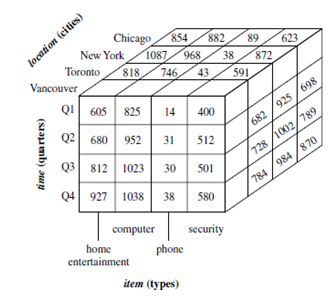 location (cities)
Chicago 854 882 89 623
New York 1087 968 38 872
Toronto 818 746 43 591
Vancouver
time (quarters)
Q1 605 825 14 400
Q2 680 952 31 512
Q3 812 1023 30 501
Q4 927 1038 38 580
682 925 698
728 1002 789
784 984 870
computer security
home phone
entertainment
item (types)